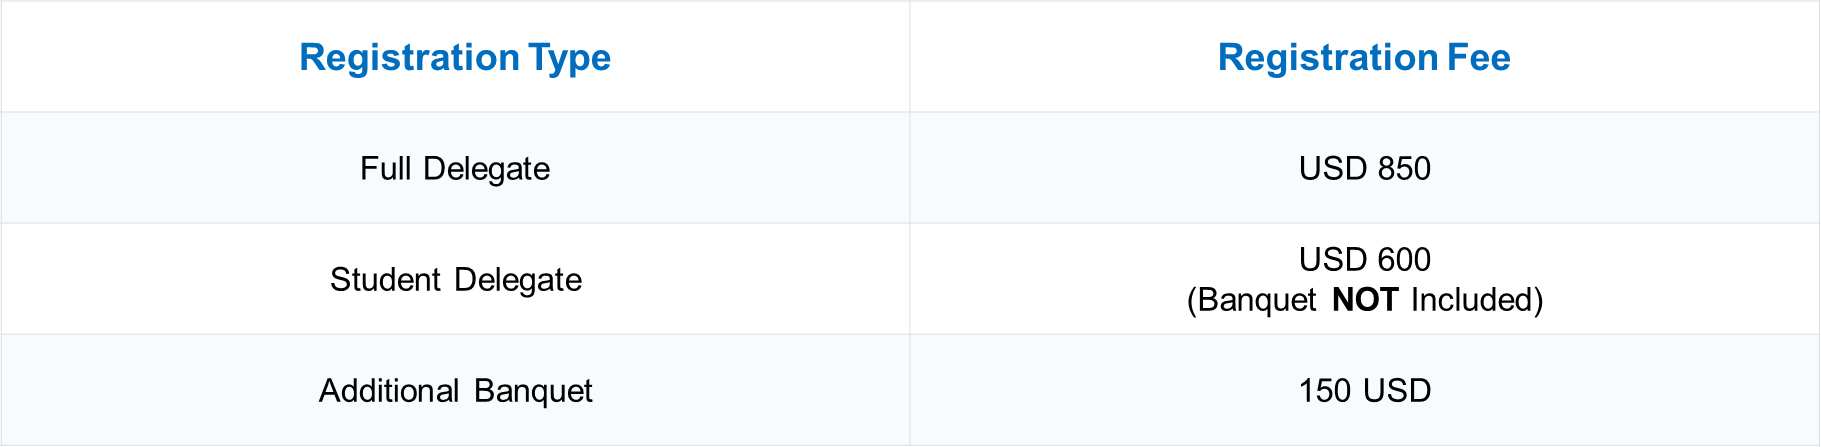 Registration Type
Registration Fee
Full Delegate
USD 850
Student Delegate
USD 600
(Banquet NOT Included)
Additional Banquet
150 USD